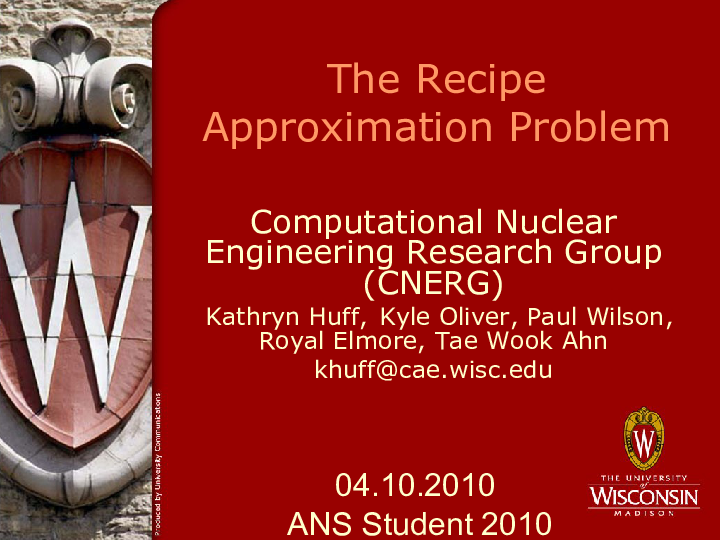 The Recipe
Approximation Problem
Computational Nuclear
Engineering Research Group
(CNERG)
Kathryn Huff, Kyle Oliver, Paul Wilson,
Royal Elmore, Tae Wook Ahn
khuff@cae.wisc.edu
04.10.2010
ANS Student 2010
W
Produced by University Communications
W
THE UNIVERSITY
of
WISCONSIN
MADISON